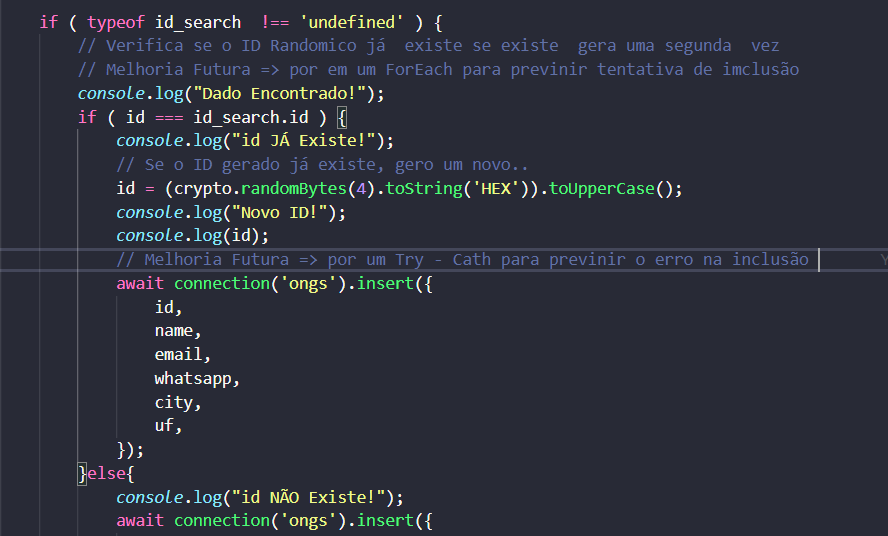 if ( typeof id_search  !== 'undefined' ) {
// Verifica se o ID Randomico já  existe se existe  gera uma segunda  vez
// Melhoria Futura => por em um ForEach para previnir tentativa de imclusão
console.log("Dado Encontrado!");
if ( id === id_search.id ) {
console.log("id JÁ Existe!");
// Se o ID gerado já existe, gero um novo..
id = (crypto.randomBytes(4).toString('HEX')).toUpperCase();
console.log("Novo ID!");
console.log(id);
// Melhoria Futura => por um Try - Cath para previnir o erro na inclusão
await connection('ongs').insert({
id,
name,
email,
whatsapp,
city,
uf,
});
}else{
console.log("id NÃO Existe!");
await connection('ongs').insert({